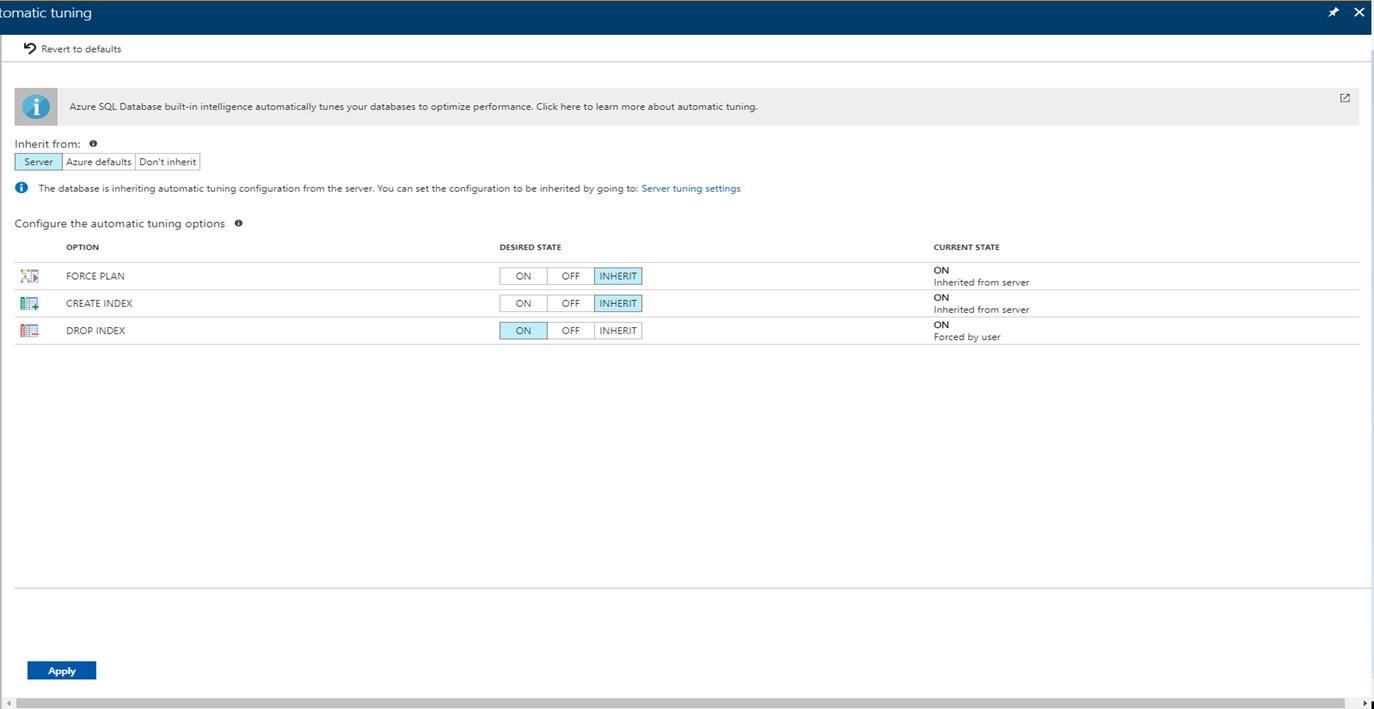 tomatic tuning
Revert to defaults
Azure SQL Database built-in intelligence automatically tunes your databases to optimize performance. Click here to learn more about automatic tuning.
Inherit from:
Server Azure defaults Don't inherit
The database is inheriting automatic tuning configuration from the server. You can set the configuration to be inherited by going to: Server tuning settings
Configure the automatic tuning options
OPTION DESIRED STATE CURRENT STATE
FORCE PLAN ON OFF INHERIT ON
Inherited from server
CREATE INDEX ON OFF INHERIT ON
Inherited from server
DROP INDEX ON OFF INHERIT ON
Forced by user
Apply